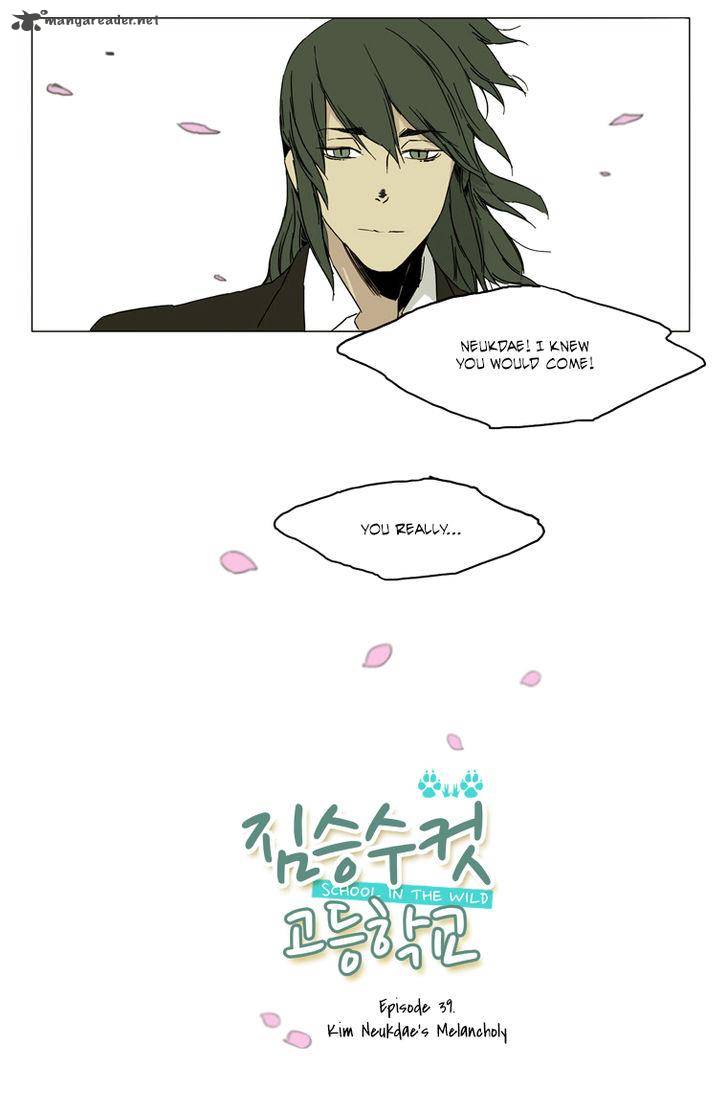 mangareader.net
NEUKDAE! I KNEW
YOU WOULD COME!
YOU REALLY...
짐승수컷
SCHOOL IN THE WILD
고등학교
Episode 39.
Kim Neukdae's Melancholy